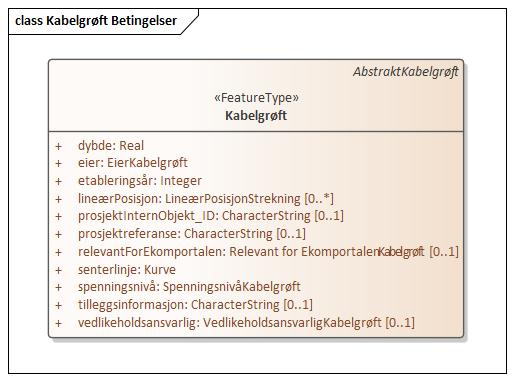 class Kabelgrøft Betingelser
AbstraktKabelgrøft
«FeatureType»
Kabelgrøft
+ dybde: Real
+ eier: EierKabelgrøft
+ etableringsår: Integer
+ lineærPosisjon: LineærPosisjonStrekning [0..*]
+ prosjektInternObjekt_ID: CharacterString [0..1]
+ prosjektreferanse: CharacterString [0..1]
+ relevantForEkomportalen: Relevant for EkomportalenKabelgrøft [0..1]
+ senterlinje: Kurve
+ spenningsnivå: SpenningsnivåKabelgrøft
+ tilleggsinformasjon: CharacterString [0..1]
+ vedlikeholdsansvarlig: VedlikeholdsansvarligKabelgrøft [0..1]